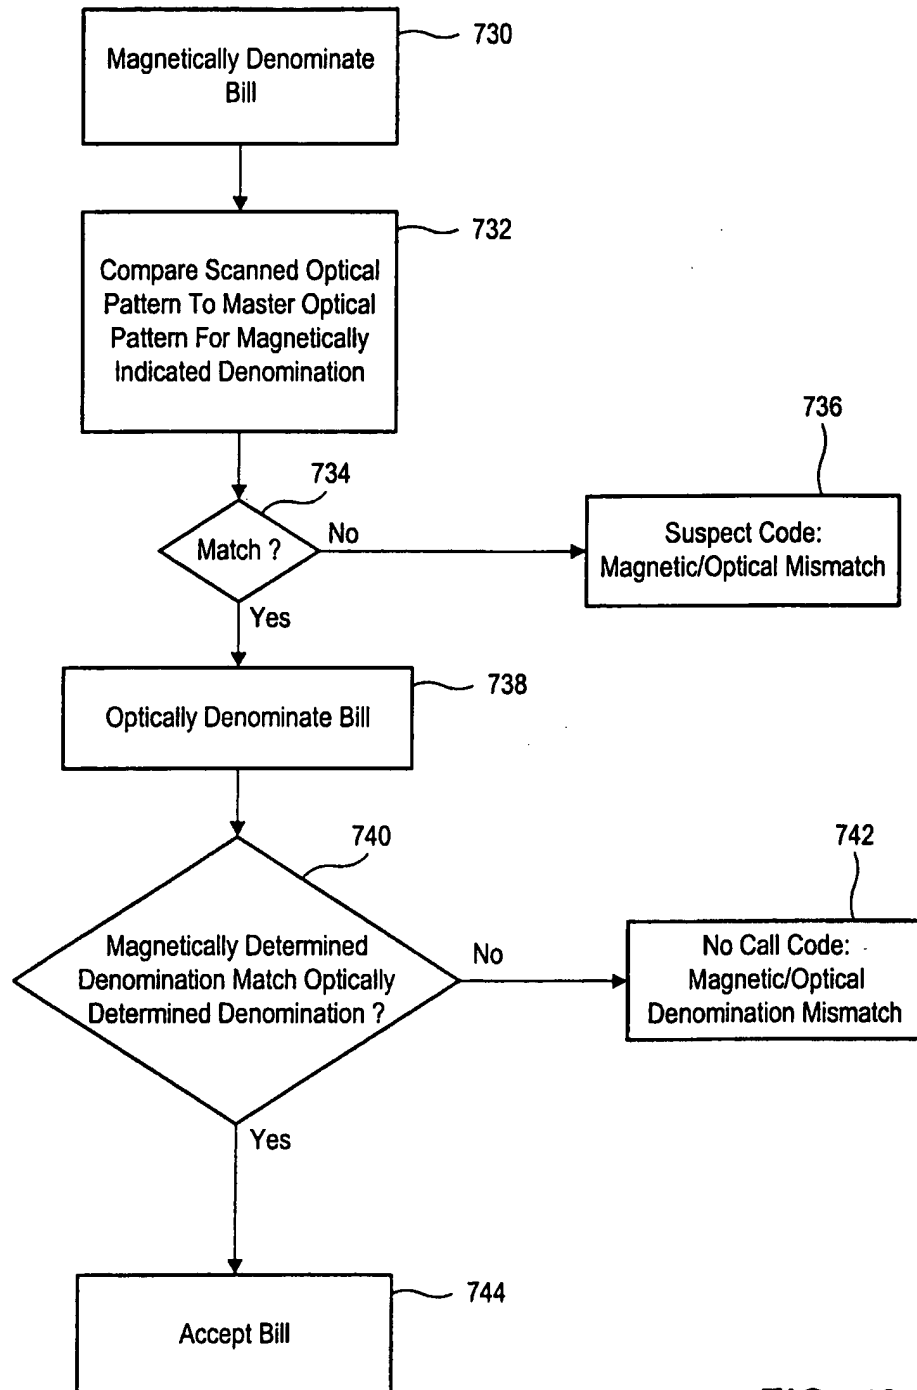 730
Magnetically Denominate
Bill
732
Compare Scanned Optical
Pattern To Master Optical
Pattern For Magnetically
Indicated Denomination
736
734
Match ?
No
Suspect Code:
Magnetic/Optical Mismatch
Yes
738
Optically Denominate Bill
740
742
Magnetically Determined
Denomination Match Optically
Determined Denomination ?
No
No Call Code:
Magnetic/Optical
Denomination Mismatch
Yes
744
Accept Bill